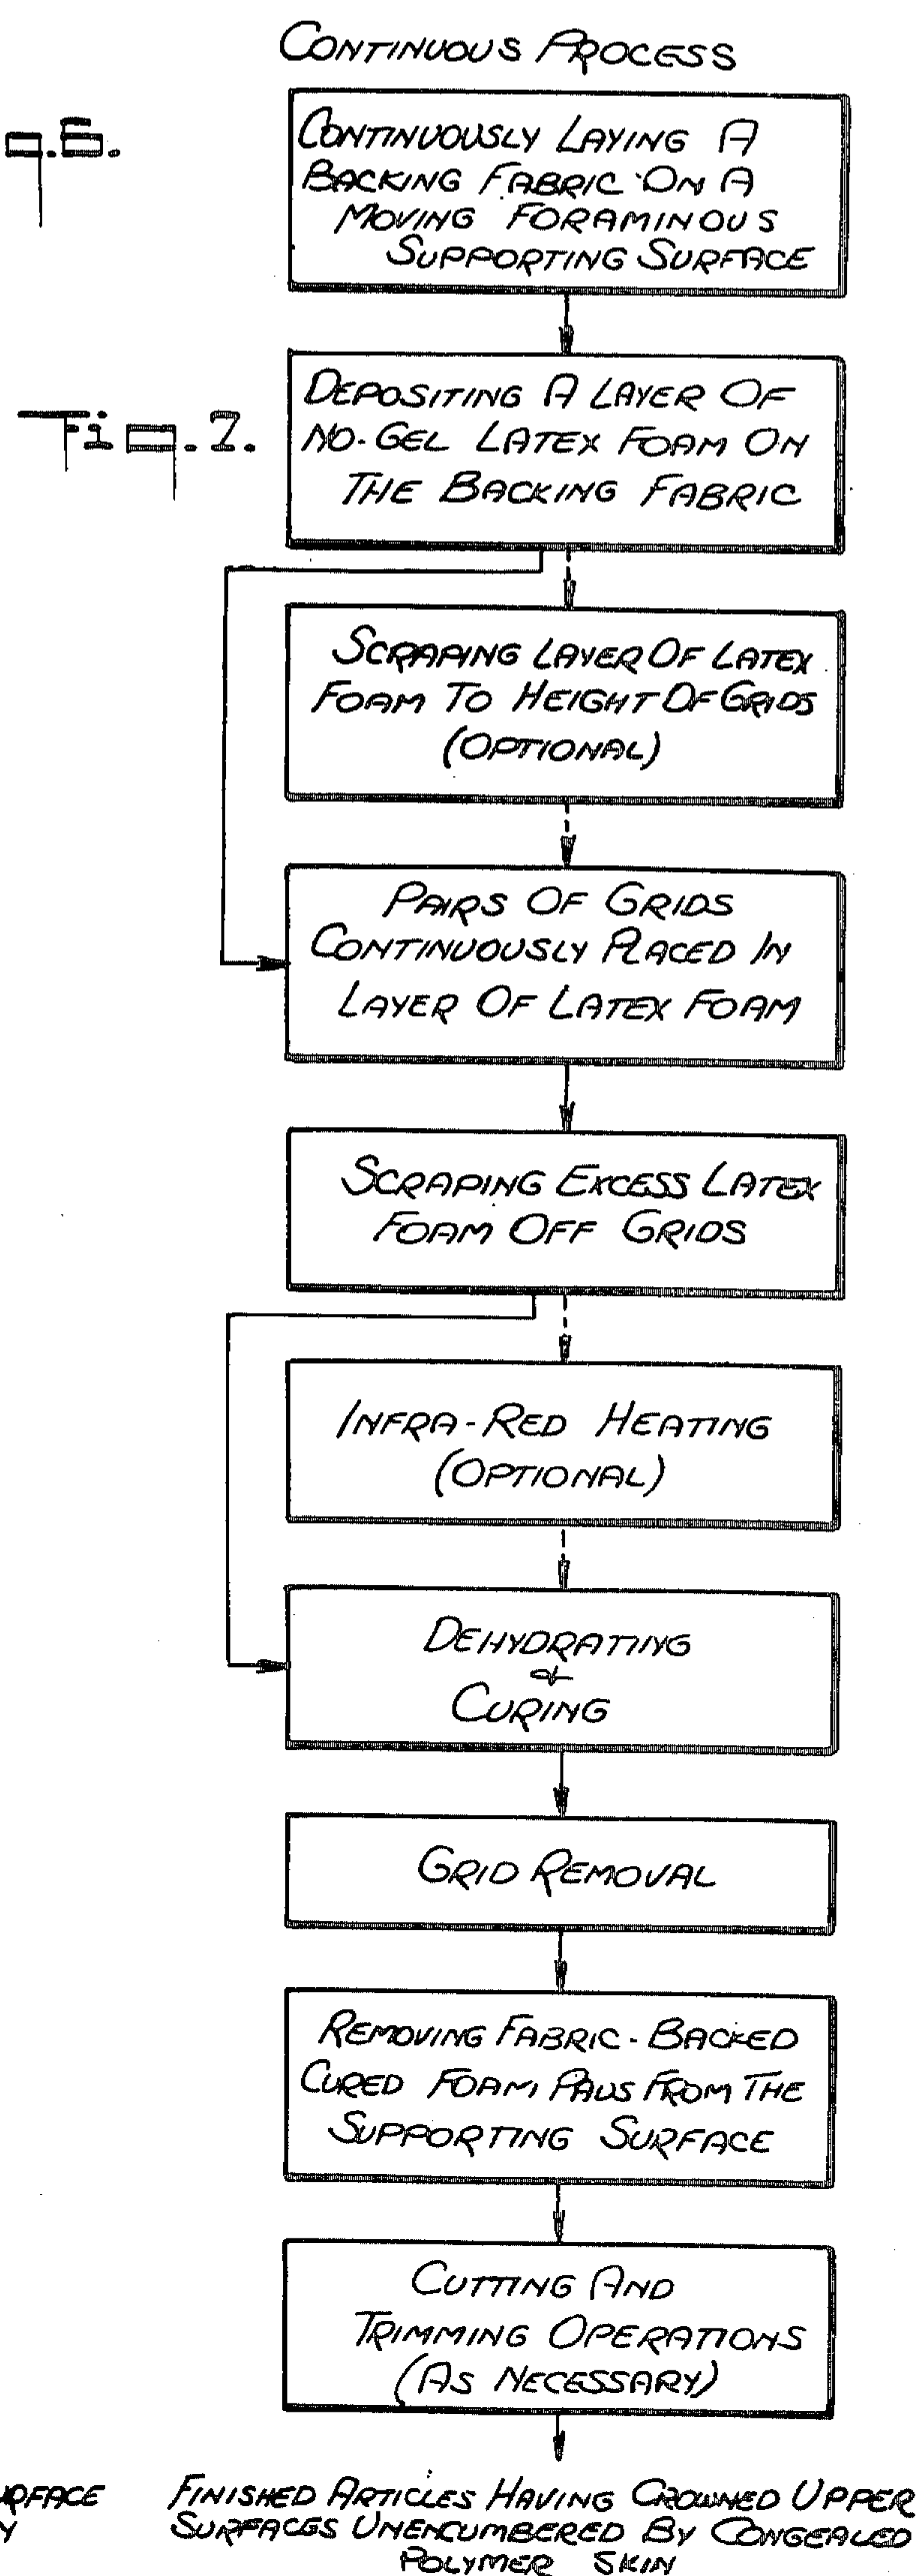 CONTINUOUS PROCESS
g.6.
CONTINUOUSLY LAYING A
BACKING FABRIC ON A
MOVING FORAMINOUS
SUPPORTING SURFACE
Fig.7.
DEPOSITING A LAYER OF
NO-GEL LATEX FOAM ON
THE BACKING FABRIC
SCRAPING LAYER OF LATEX
FOAM TO HEIGHT OF GRIDS
(OPTIONAL)
PAIRS OF GRIDS
CONTINUOUSLY PLACED IN
LAYER OF LATEX FOAM
SCRAPING EXCESS LATEX
FOAM OFF GRIDS
INFRA-RED HEATING
(OPTIONAL)
DEHYDRATING
&
CURING
GRID REMOVAL
REMOVING FABRIC-BACKED
CURED FOAM PADS FROM THE
SUPPORTING SURFACE
CUTTING AND
TRIMMING OPERATIONS
(AS NECESSARY)
FINISHED ARTICLES HAVING CROWNED UPPER
SURFACES UNENCUMBERED BY CONGEALED
POLYMER SKIN